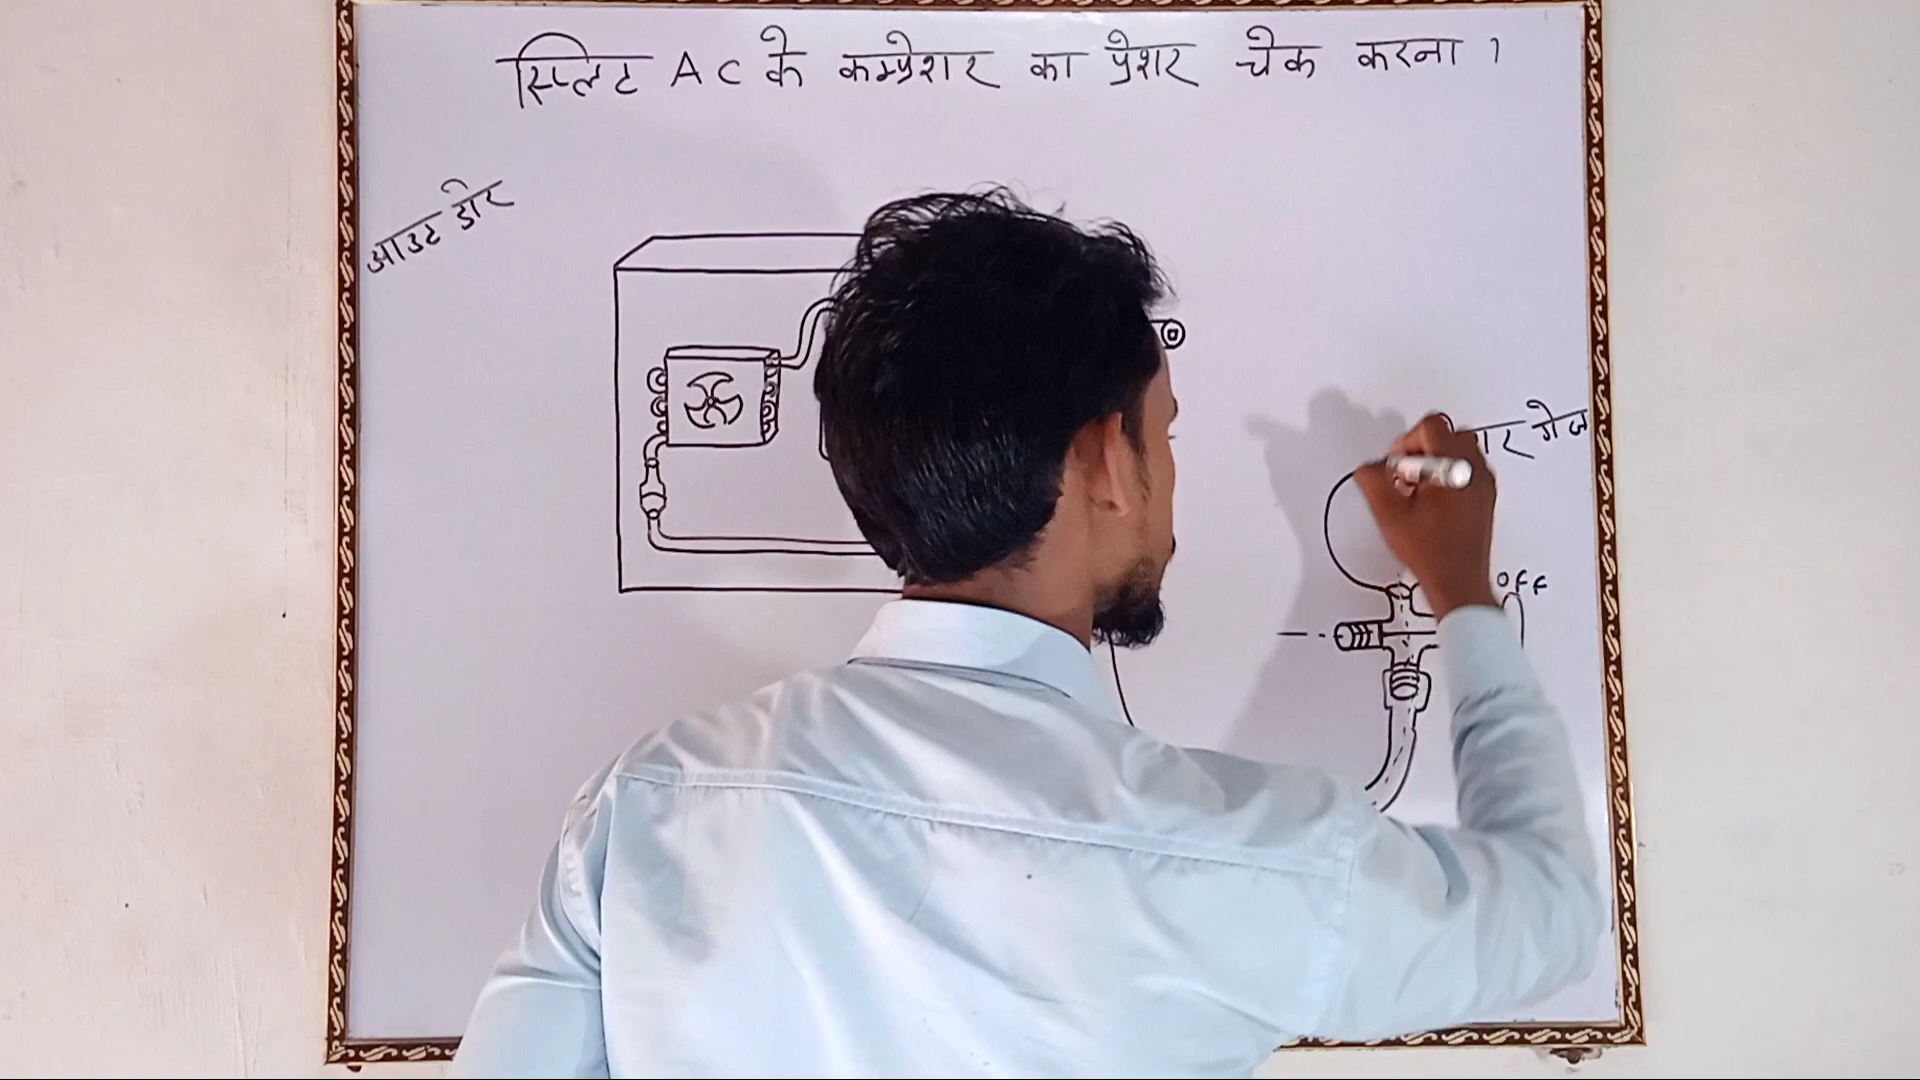 स्प्लिट AC के कम्प्रेशर का प्रेशर चेक करना ।
आउट डोर
गेज
off